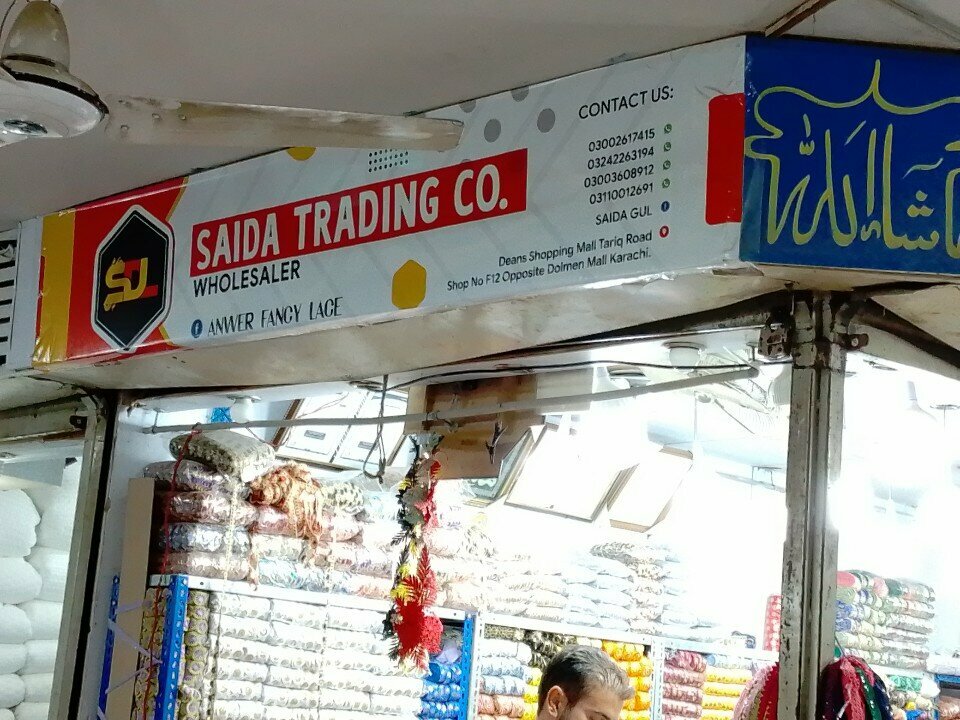 SAIDA TRADING CO.
WHOLESALER
ANWER FANCY LACE
CONTACT US:
03002617415
03242263194
03003608912
03110012691
SAIDA GUL
Deans Shopping Mall Tariq Road
Shop No F12 Opposite Dolmen Mall Karachi.
ماشاءالله